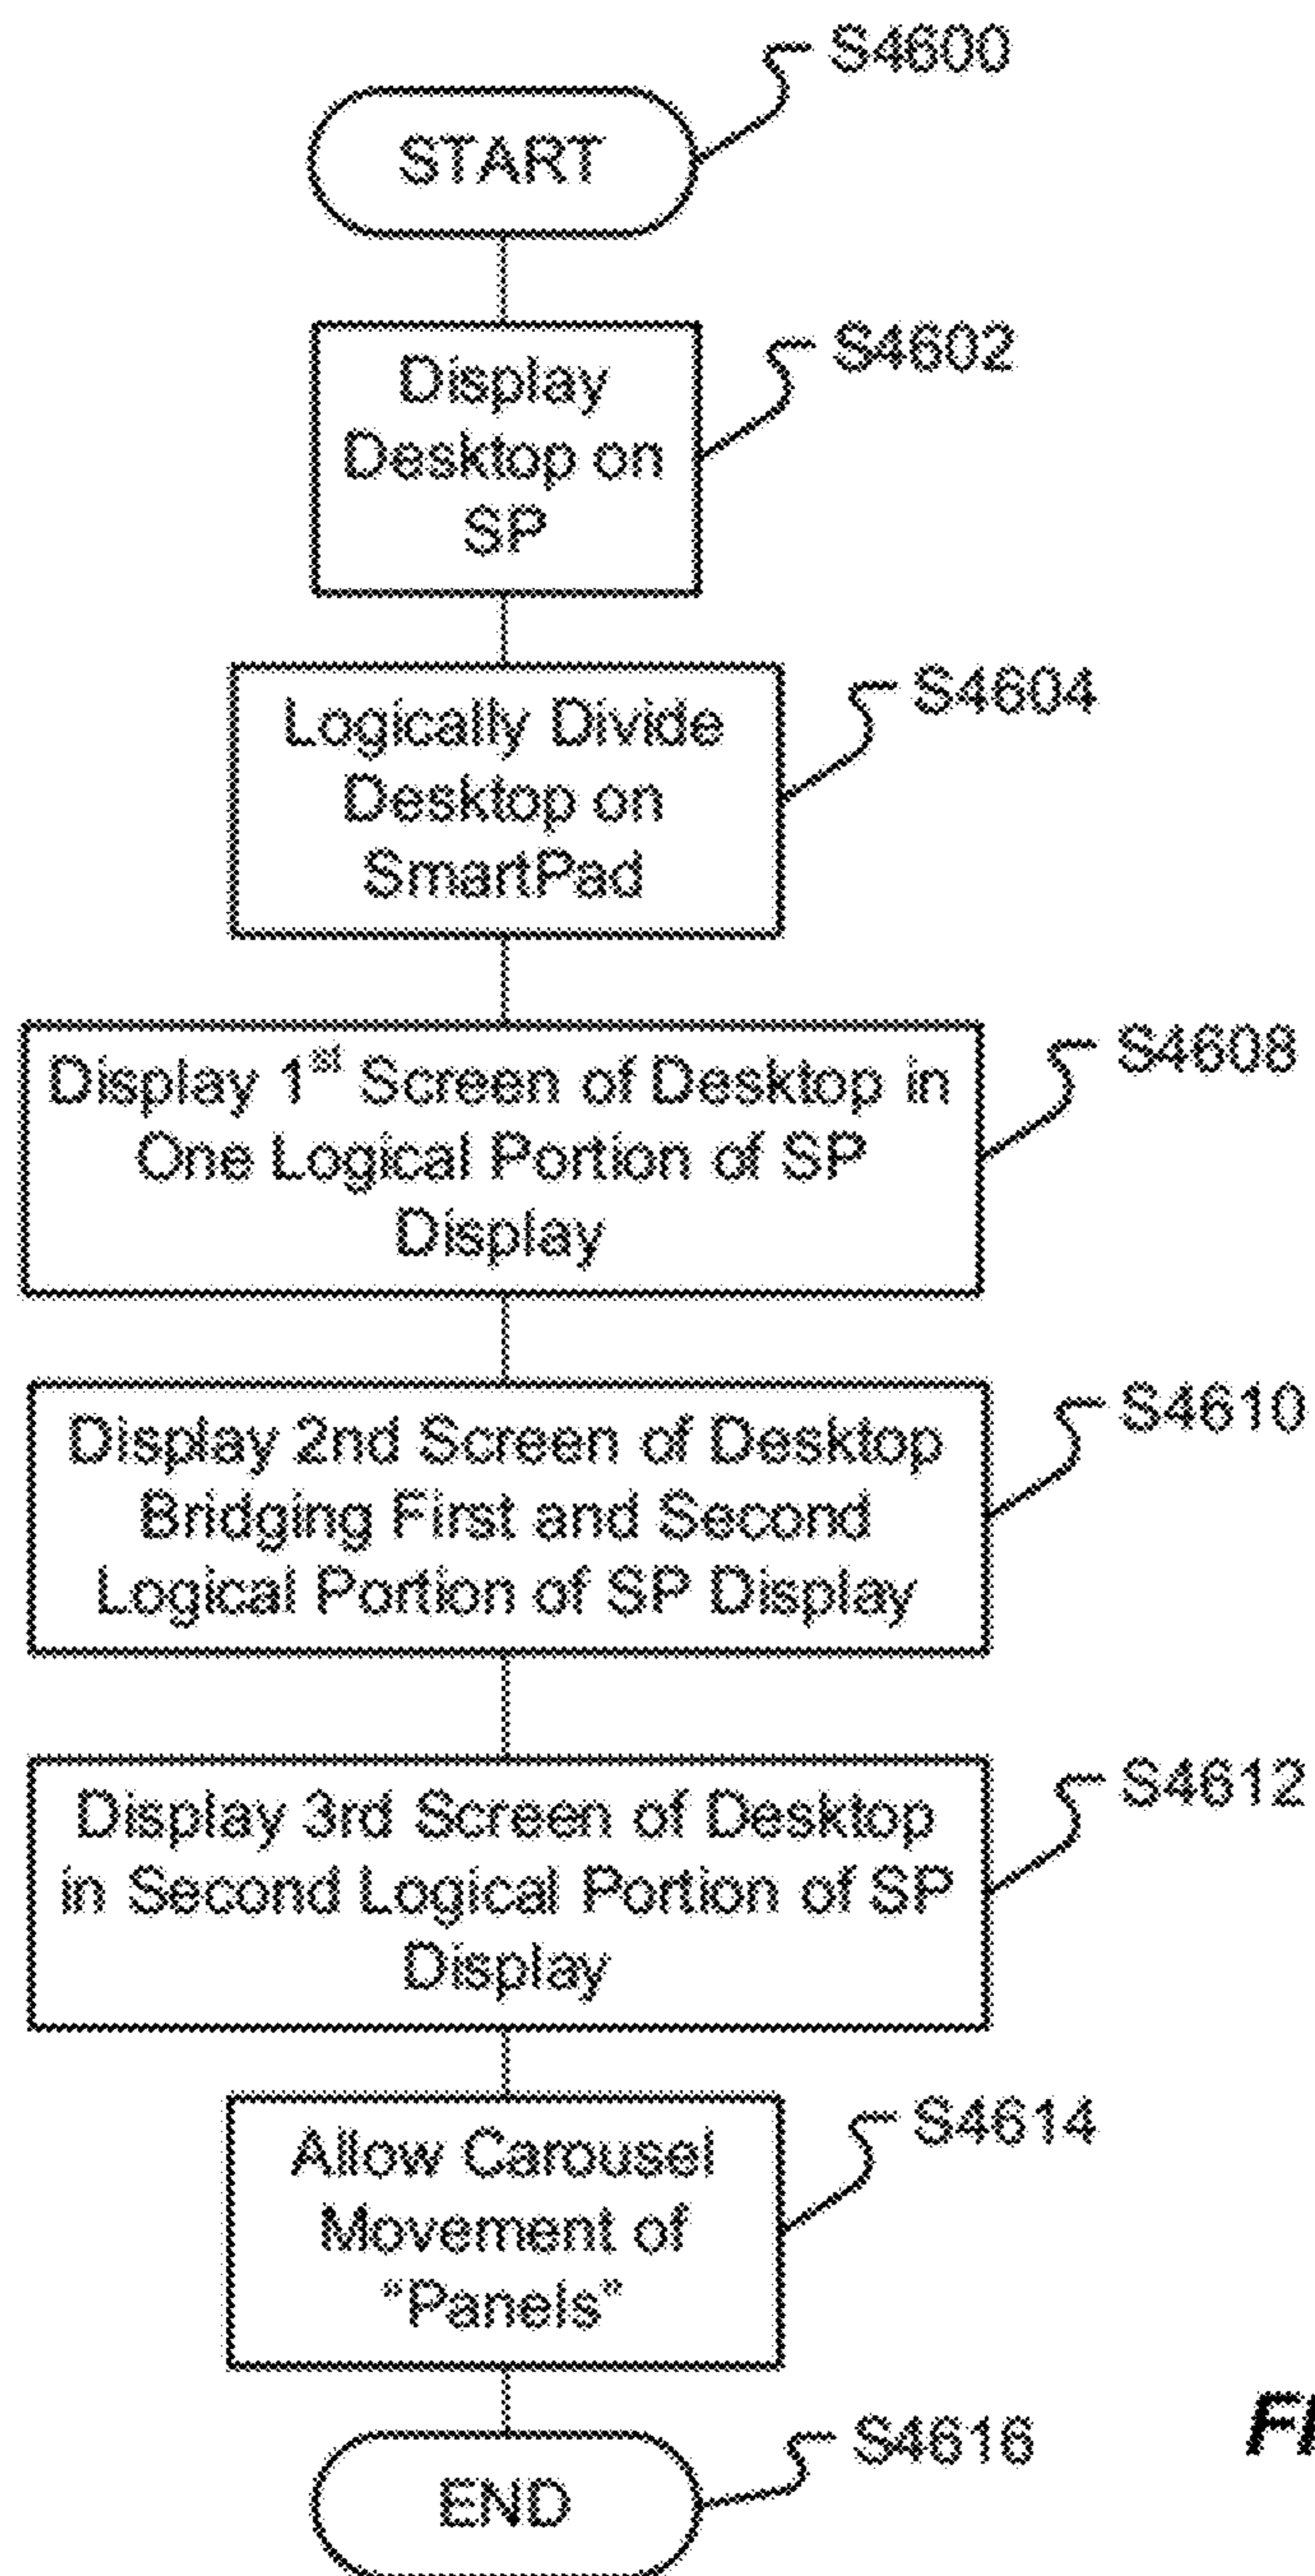 S4600
START
S4602
Display
Desktop on
SP
S4604
Logically Divide
Desktop on
SmartPad
S4608
Display 1st Screen of Desktop in
One Logical Portion of SP
Display
S4610
Display 2nd Screen of Desktop
Bridging First and Second
Logical Portion of SP Display
S4612
Display 3rd Screen of Desktop
in Second Logical Portion of SP
Display
S4614
Allow Carousel
Movement of
“Panels”
S4616
END